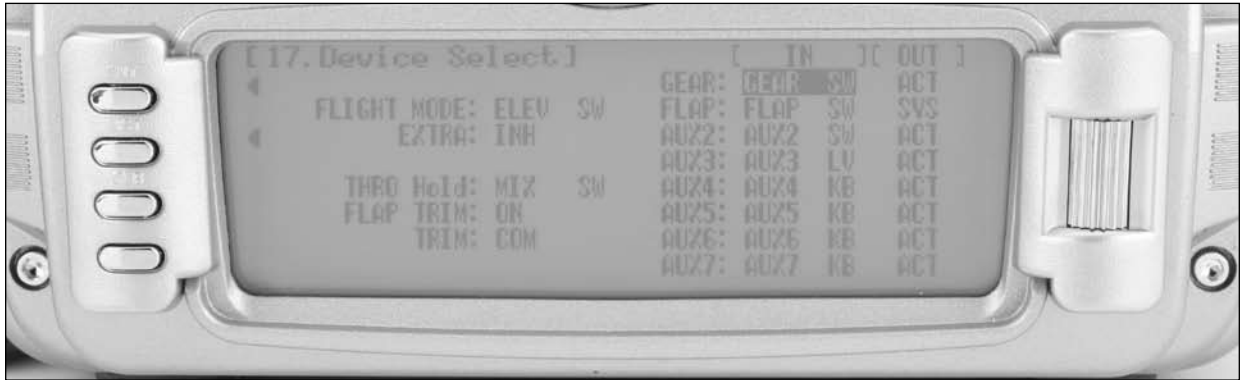 [17.Device Select] [ IN ][ OUT ]
GEAR: GEAR SW ACT
FLIGHT MODE: ELEV SW FLAP: FLAP SW SYS
EXTRA: INH AUX2: AUX2 SW ACT
AUX3: AUX3 LV ACT
THRO Hold: MIX SW AUX4: AUX4 KB ACT
FLAP TRIM: ON AUX5: AUX5 KB ACT
TRIM: COM AUX6: AUX6 KB ACT
AUX7: AUX7 KB ACT